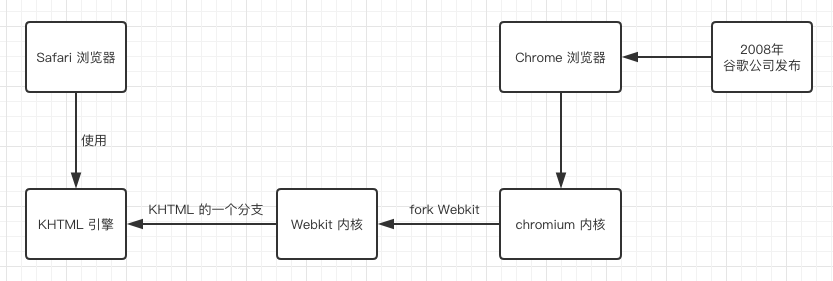 Safari 浏览器
Chrome 浏览器
2008年
谷歌公司发布
使用
KHTML 引擎
KHTML 的一个分支
Webkit 内核
fork Webkit
chromium 内核